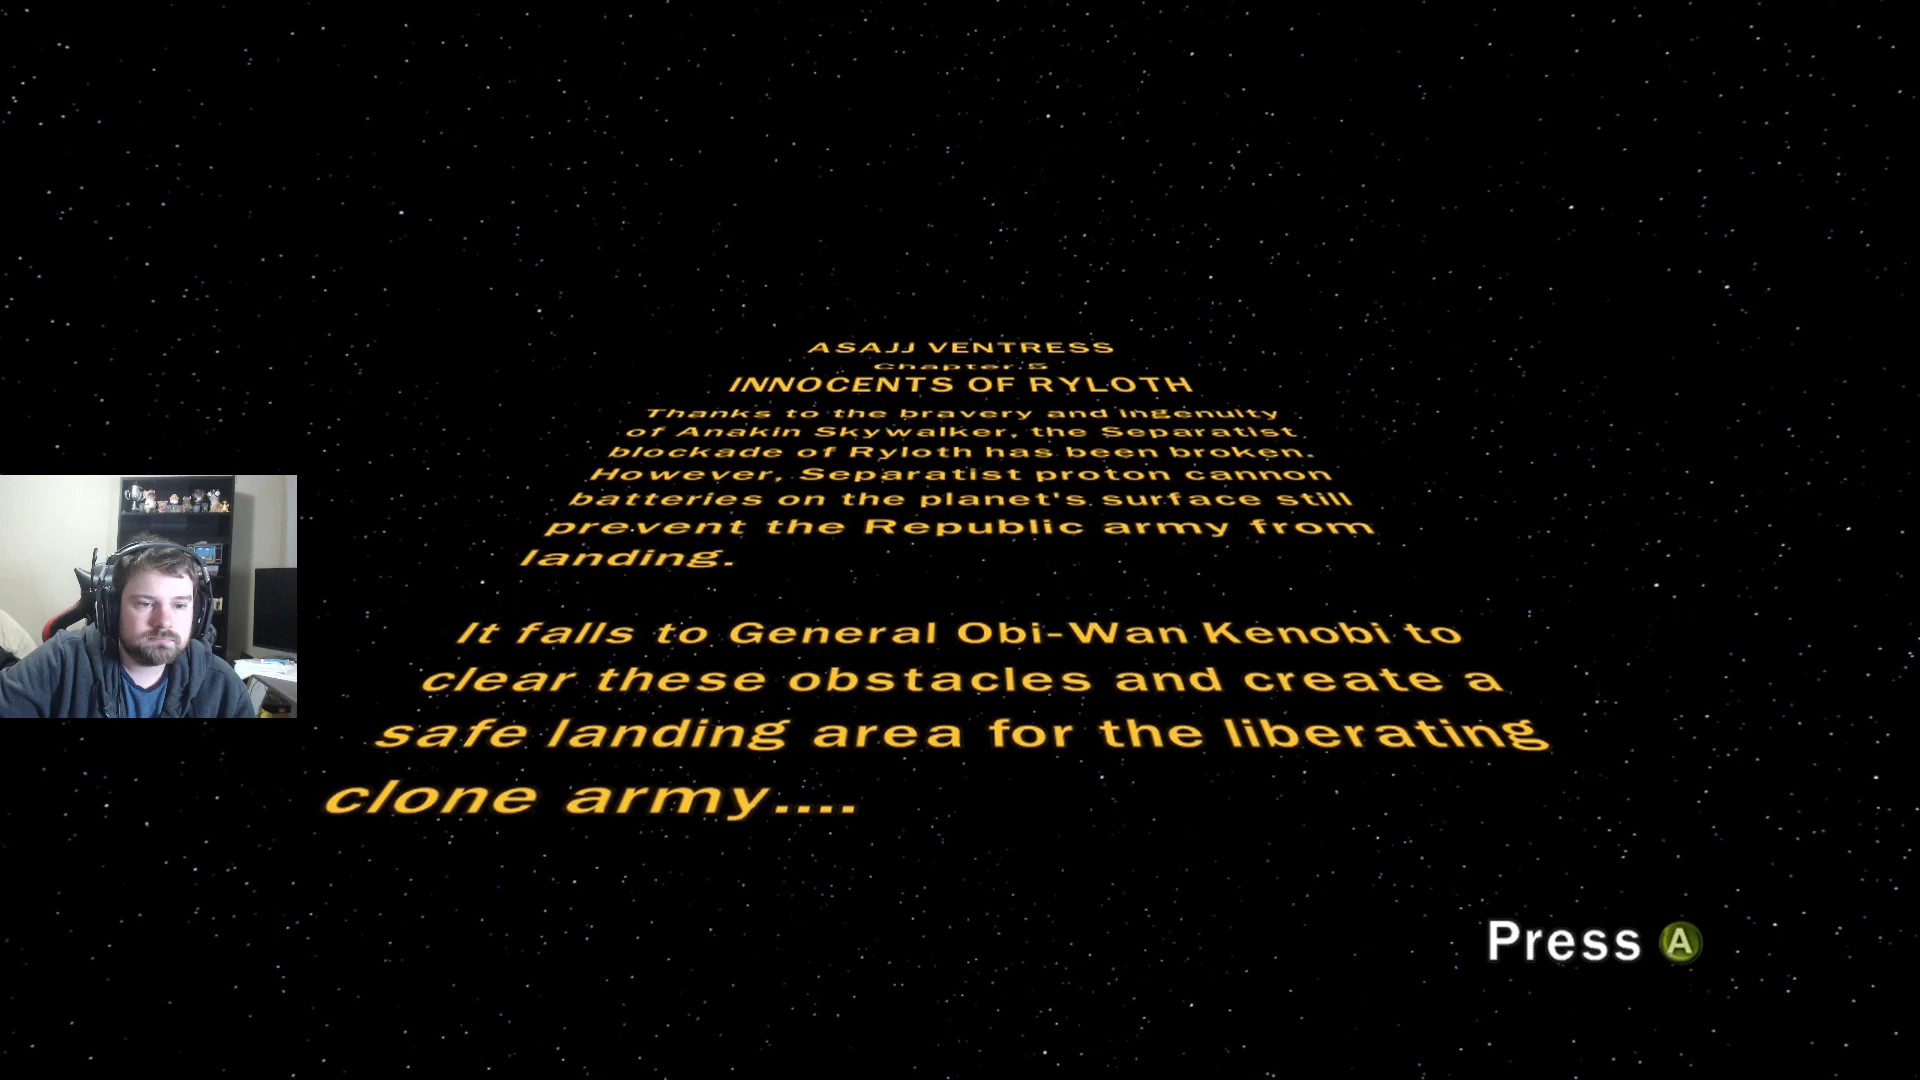 ASAJJ VENTRESS
Chapter 5
INNOCENTS OF RYLOTH
Thanks to the bravery and ingenuity
of Anakin Skywalker, the Separatist
blockade of Ryloth has been broken.
However, Separatist proton cannon
batteries on the planet's surface still
prevent the Republic army from
landing.
It falls to General Obi-Wan Kenobi to
clear these obstacles and create a
safe landing area for the liberating
clone army....
Press A